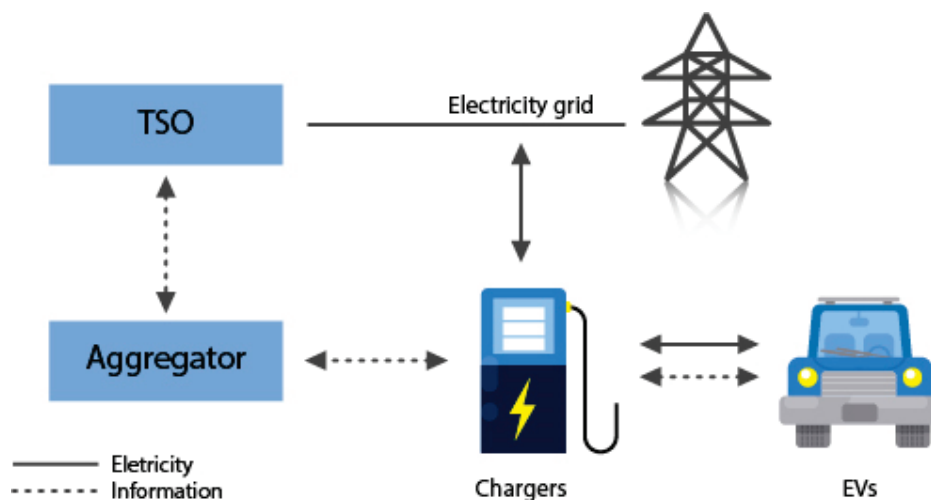 TSO
Electricity grid
Aggregator
Eletricity
Information
Chargers
EVs